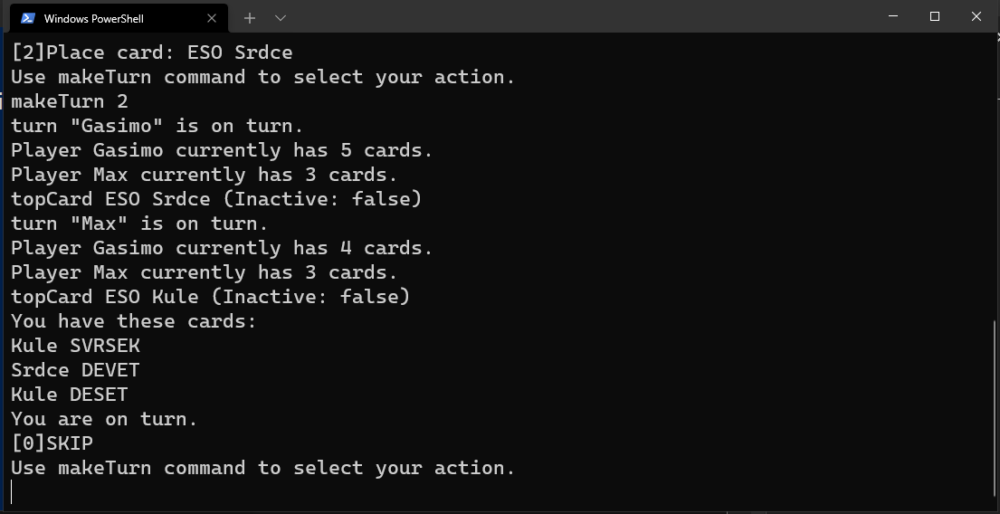 Windows PowerShell
[2]Place card: ESO Srdce
Use makeTurn command to select your action.
makeTurn 2
turn "Gasimo" is on turn.
Player Gasimo currently has 5 cards.
Player Max currently has 3 cards.
topCard ESO Srdce (Inactive: false)
turn "Max" is on turn.
Player Gasimo currently has 4 cards.
Player Max currently has 3 cards.
topCard ESO Kule (Inactive: false)
You have these cards:
Kule SVRSEK
Srdce DEVET
Kule DESET
You are on turn.
[0]SKIP
Use makeTurn command to select your action.